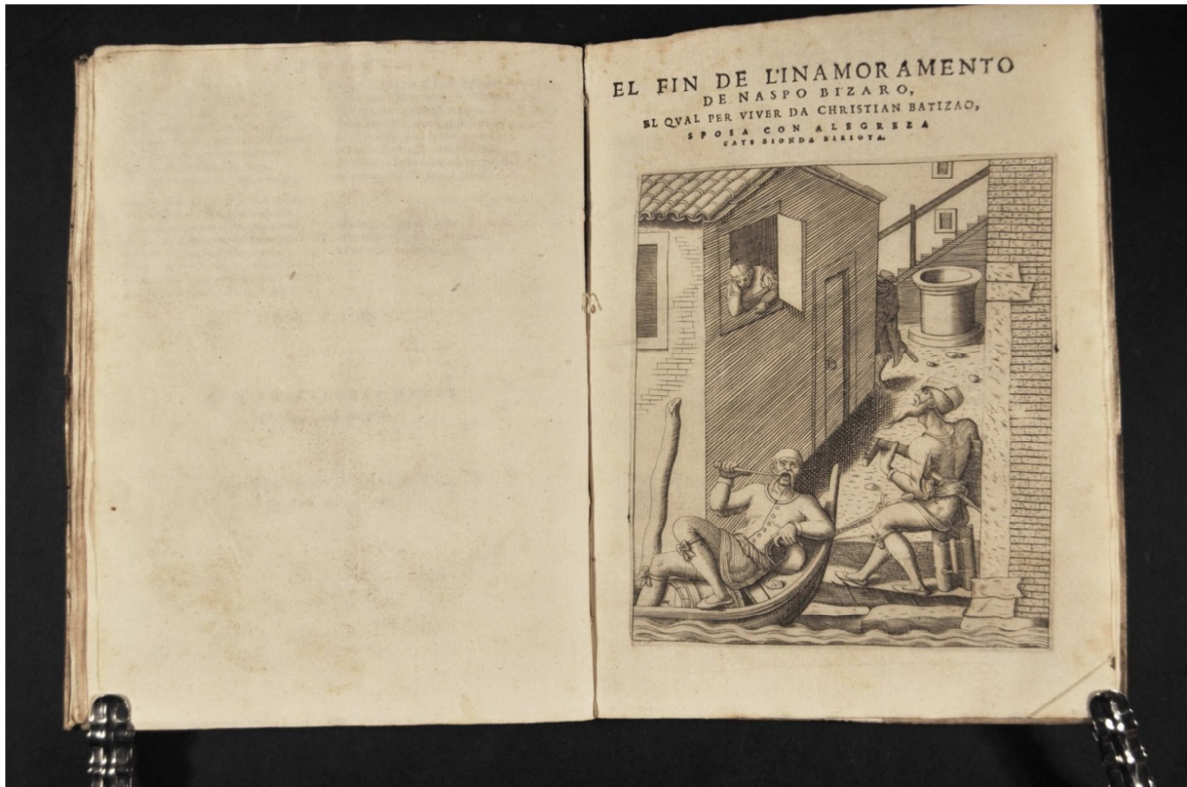 EL FIN DE L'INAMORAMENTO
DE NASPO BIZARO,
EL QVAL PER VIVER DA CHRISTIAN BATIZAO,
SPOSA CON ALEGREZA
CATE BIONDA BIRIOTA.